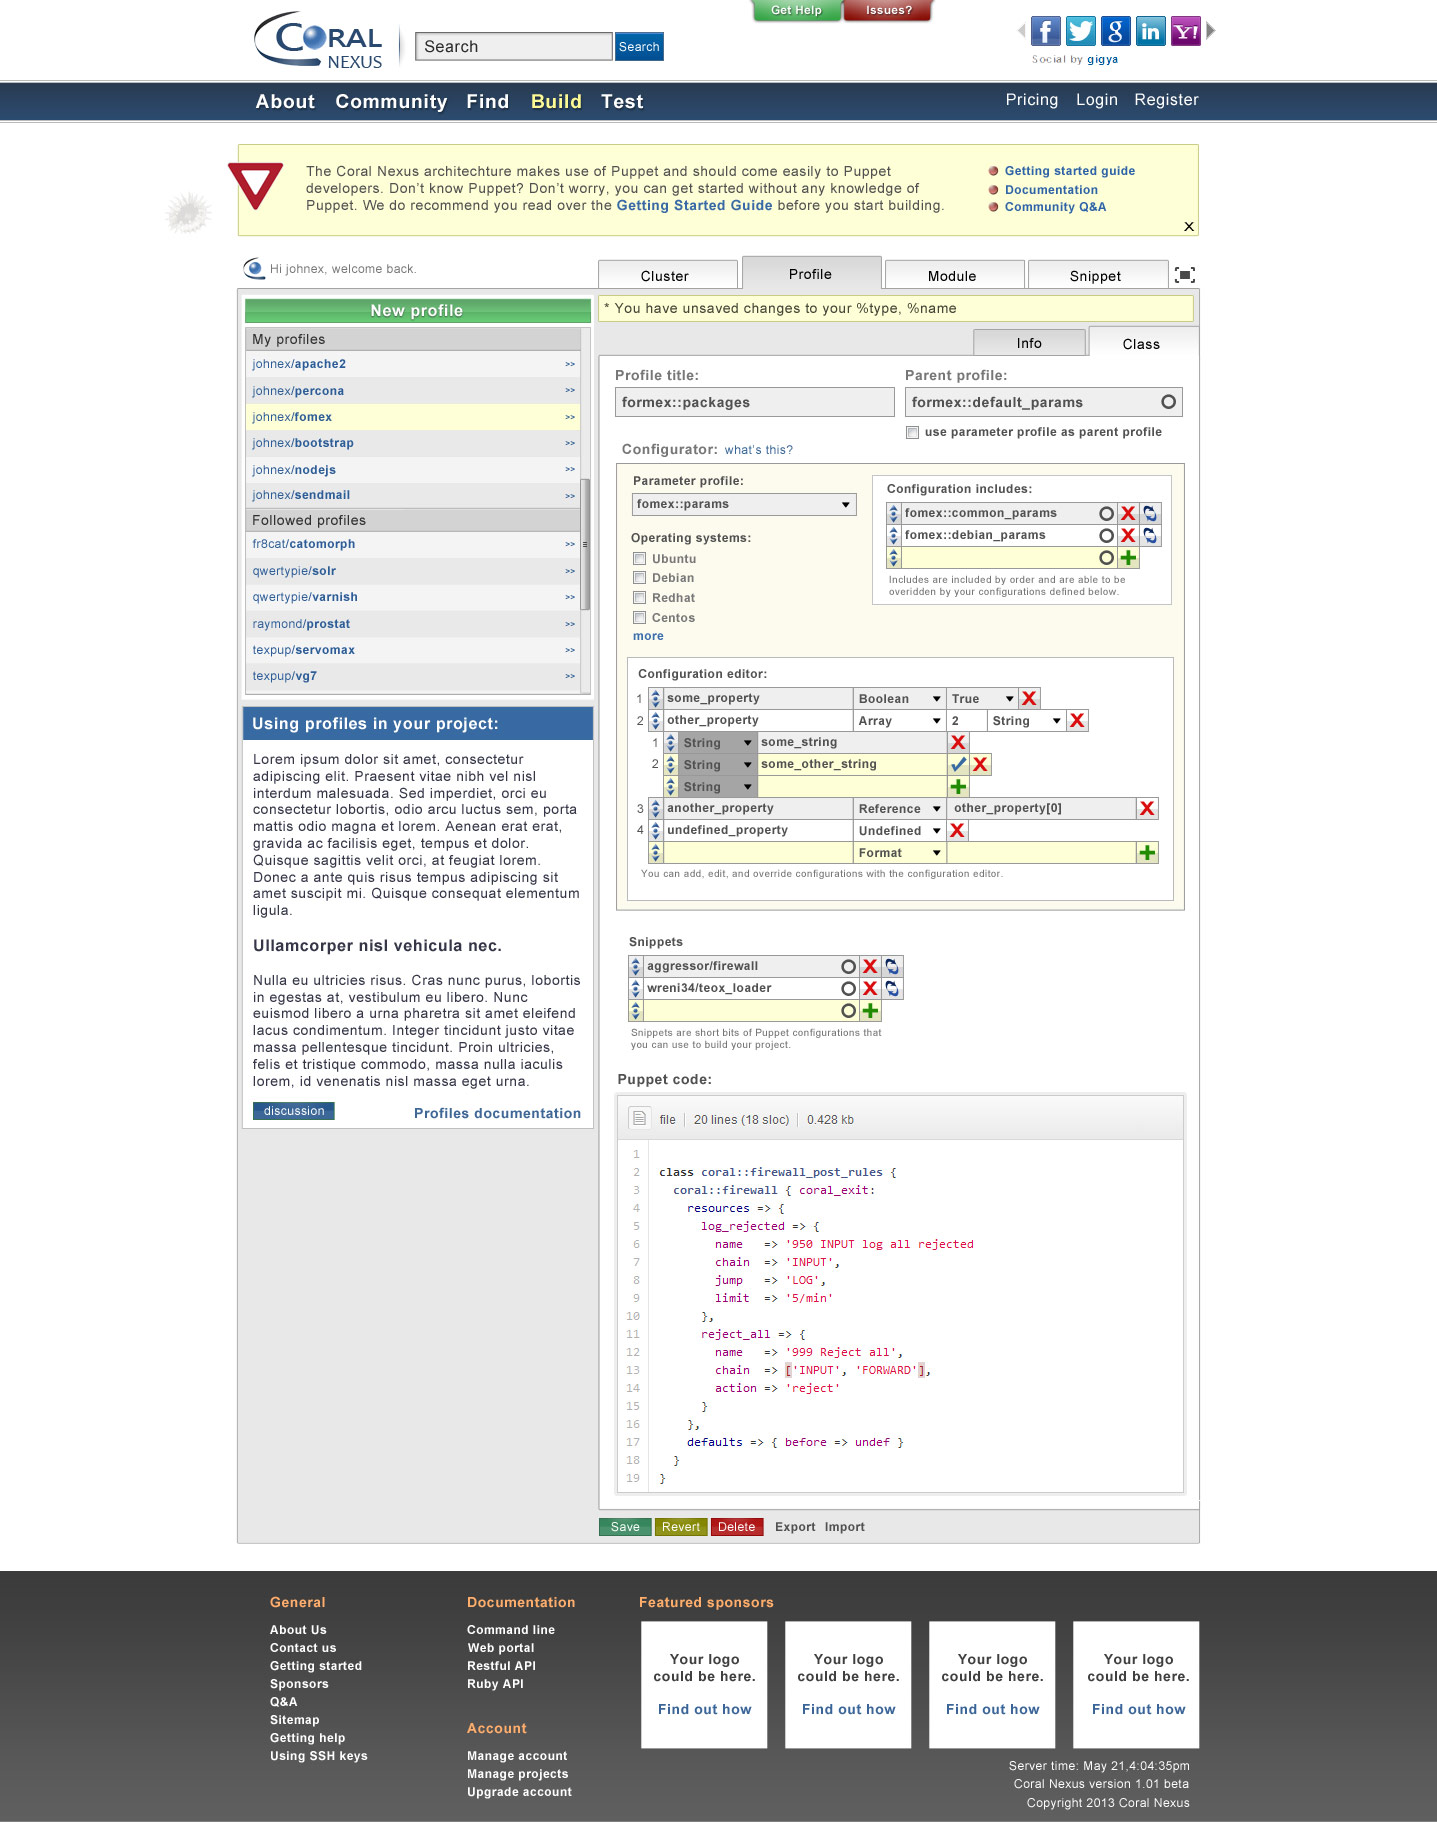 Get Help
Issues?
CORAL
NEXUS
Search
Search
Social by gigya
About Community Find Build Test
Pricing Login Register
The Coral Nexus architechture makes use of Puppet and should come easily to Puppet
developers. Don't know Puppet? Don't worry, you can get started without any knowledge of
Puppet. We do recommend you read over the Getting Started Guide before you start building.
Getting started guide
Documentation
Community Q&A
X
Hi johnex, welcome back.
Cluster
Profile
Module
Snippet
New profile
My profiles
johnex/apache2 >>
johnex/percona >>
johnex/fomex >>
johnex/bootstrap >>
johnex/nodejs >>
johnex/sendmail >>
Followed profiles
fr8cat/catomorph >>
qwertypie/solr >>
qwertypie/varnish >>
raymond/prostat >>
texpup/servomax >>
texpup/vg7 >>
Using profiles in your project:
Lorem ipsum dolor sit amet, consectetur
adipiscing elit. Praesent vitae nibh vel nisl
interdum malesuada. Sed imperdiet, orci eu
consectetur lobortis, odio arcu luctus sem, porta
mattis odio magna et lorem. Aenean erat erat,
gravida ac facilisis eget, tempus et dolor.
Quisque sagittis velit orci, at feugiat lorem.
Donec a ante quis risus tempus adipiscing sit
amet suscipit mi. Quisque consequat elementum
ligula.
Ullamcorper nisl vehicula nec.
Nulla eu ultricies risus. Cras nunc purus, lobortis
in egestas at, vestibulum eu libero. Nunc
euismod libero a urna pharetra sit amet eleifend
lacus condimentum. Integer tincidunt justo vitae
massa pellentesque tincidunt. Proin ultricies,
felis et tristique commodo, massa nulla iaculis
lorem, id venenatis nisl massa eget urna.
discussion
Profiles documentation
* You have unsaved changes to your %type, %name
Info
Class
Profile title:
formex::packages
Parent profile:
formex::default_params
use parameter profile as parent profile
Configurator: what's this?
Parameter profile:
fomex::params
Operating systems:
Ubuntu
Debian
Redhat
Centos
more
Configuration includes:
fomex::common_params X
fomex::debian_params X
Includes are included by order and are able to be
overidden by your configurations defined below.
Configuration editor:
1 some_property Boolean True X
2 other_property Array 2 String X
1 String some_string X
2 String some_other_string X
String
3 another_property Reference other_property[0] X
4 undefined_property Undefined X
Format
You can add, edit, and override configurations with the configuration editor.
Snippets
aggressor/firewall X
wreni34/teox_loader X
Snippets are short bits of Puppet configurations that
you can use to build your project.
Puppet code:
file 20 lines (18 sloc) 0.428 kb
1
2 class coral::firewall_post_rules {
3 coral::firewall { coral_exit:
4 resources => {
5 log_rejected => {
6 name => '950 INPUT log all rejected
7 chain => 'INPUT',
8 jump => 'LOG',
9 limit => '5/min'
10 },
11 reject_all => {
12 name => '999 Reject all',
13 chain => ['INPUT', 'FORWARD'],
14 action => 'reject'
15 }
16 },
17 defaults => { before => undef }
18 }
19 }
Save Revert Delete Export Import
General
About Us
Contact us
Getting started
Sponsors
Q&A
Sitemap
Getting help
Using SSH keys
Documentation
Command line
Web portal
Restful API
Ruby API
Account
Manage account
Manage projects
Upgrade account
Featured sponsors
Your logo
could be here.
Find out how
Your logo
could be here.
Find out how
Your logo
could be here.
Find out how
Your logo
could be here.
Find out how
Server time: May 21,4:04:35pm
Coral Nexus version 1.01 beta
Copyright 2013 Coral Nexus